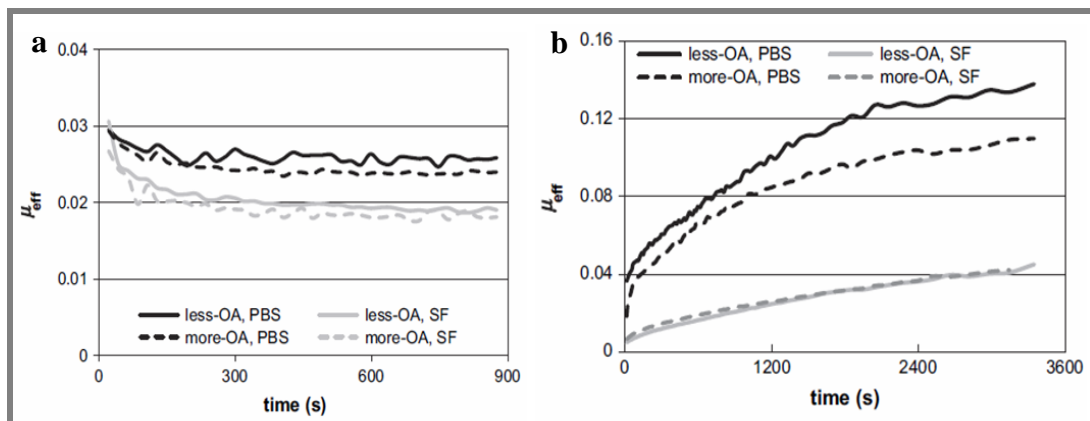 a
0.04
0.03
0.02
0.01
0
μeff
less-OA, PBS
less-OA, SF
more-OA, PBS
more-OA, SF
0 300 600 900
time (s)
b
0.16
0.12
0.08
0.04
0
μeff
less-OA, PBS
less-OA, SF
more-OA, PBS
more-OA, SF
0 1200 2400 3600
time (s)